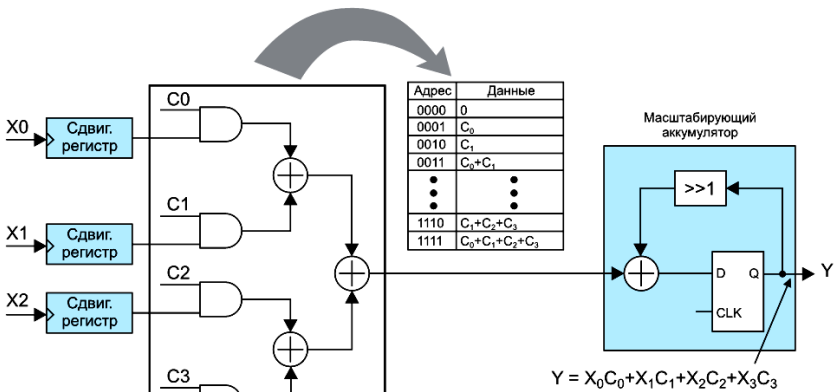 C0
X0
Сдвиг.
регистр
C1
X1
Сдвиг.
регистр
C2
X2
Сдвиг.
регистр
C3
Адрес Данные
0000 0
0001 C₀
0010 C₁
0011 C₀+C₁
1110 C₁+C₂+C₃
1111 C₀+C₁+C₂+C₃
Масштабирующий
аккумулятор
>>1
D Q
CLK
Y
Y = X₀C₀+X₁C₁+X₂C₂+X₃C₃